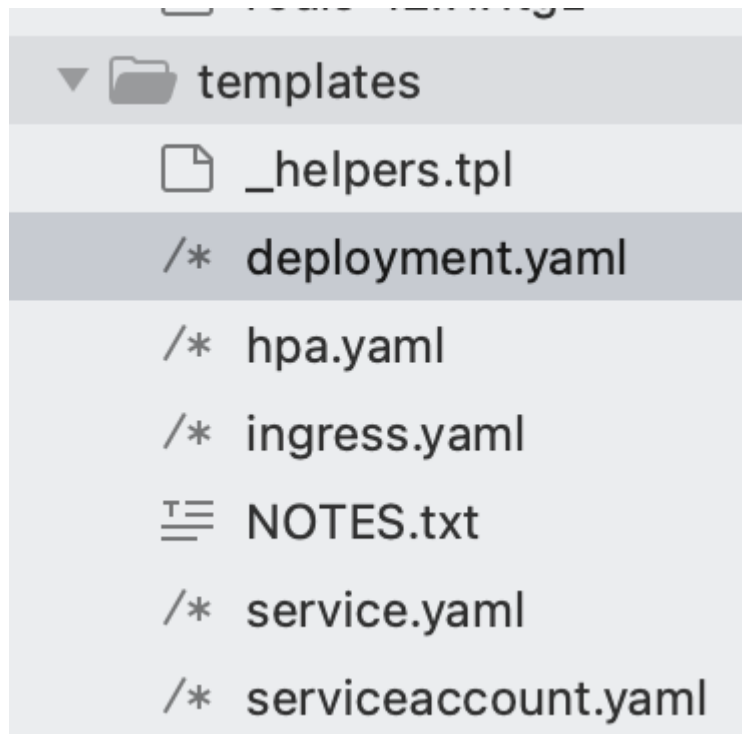 templates
_helpers.tpl
/* deployment.yaml
/* hpa.yaml
/* ingress.yaml
NOTES.txt
/* service.yaml
/* serviceaccount.yaml